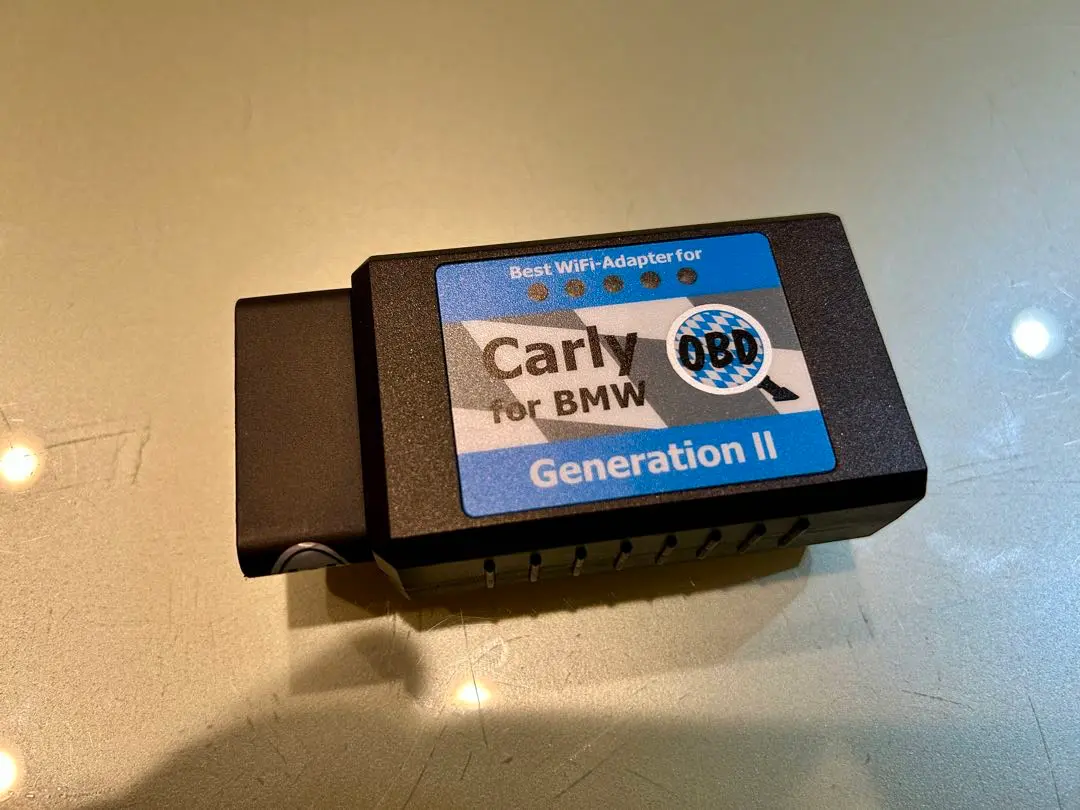 Best WiFi-Adapter for
Carly
for BMW
OBD
Generation II